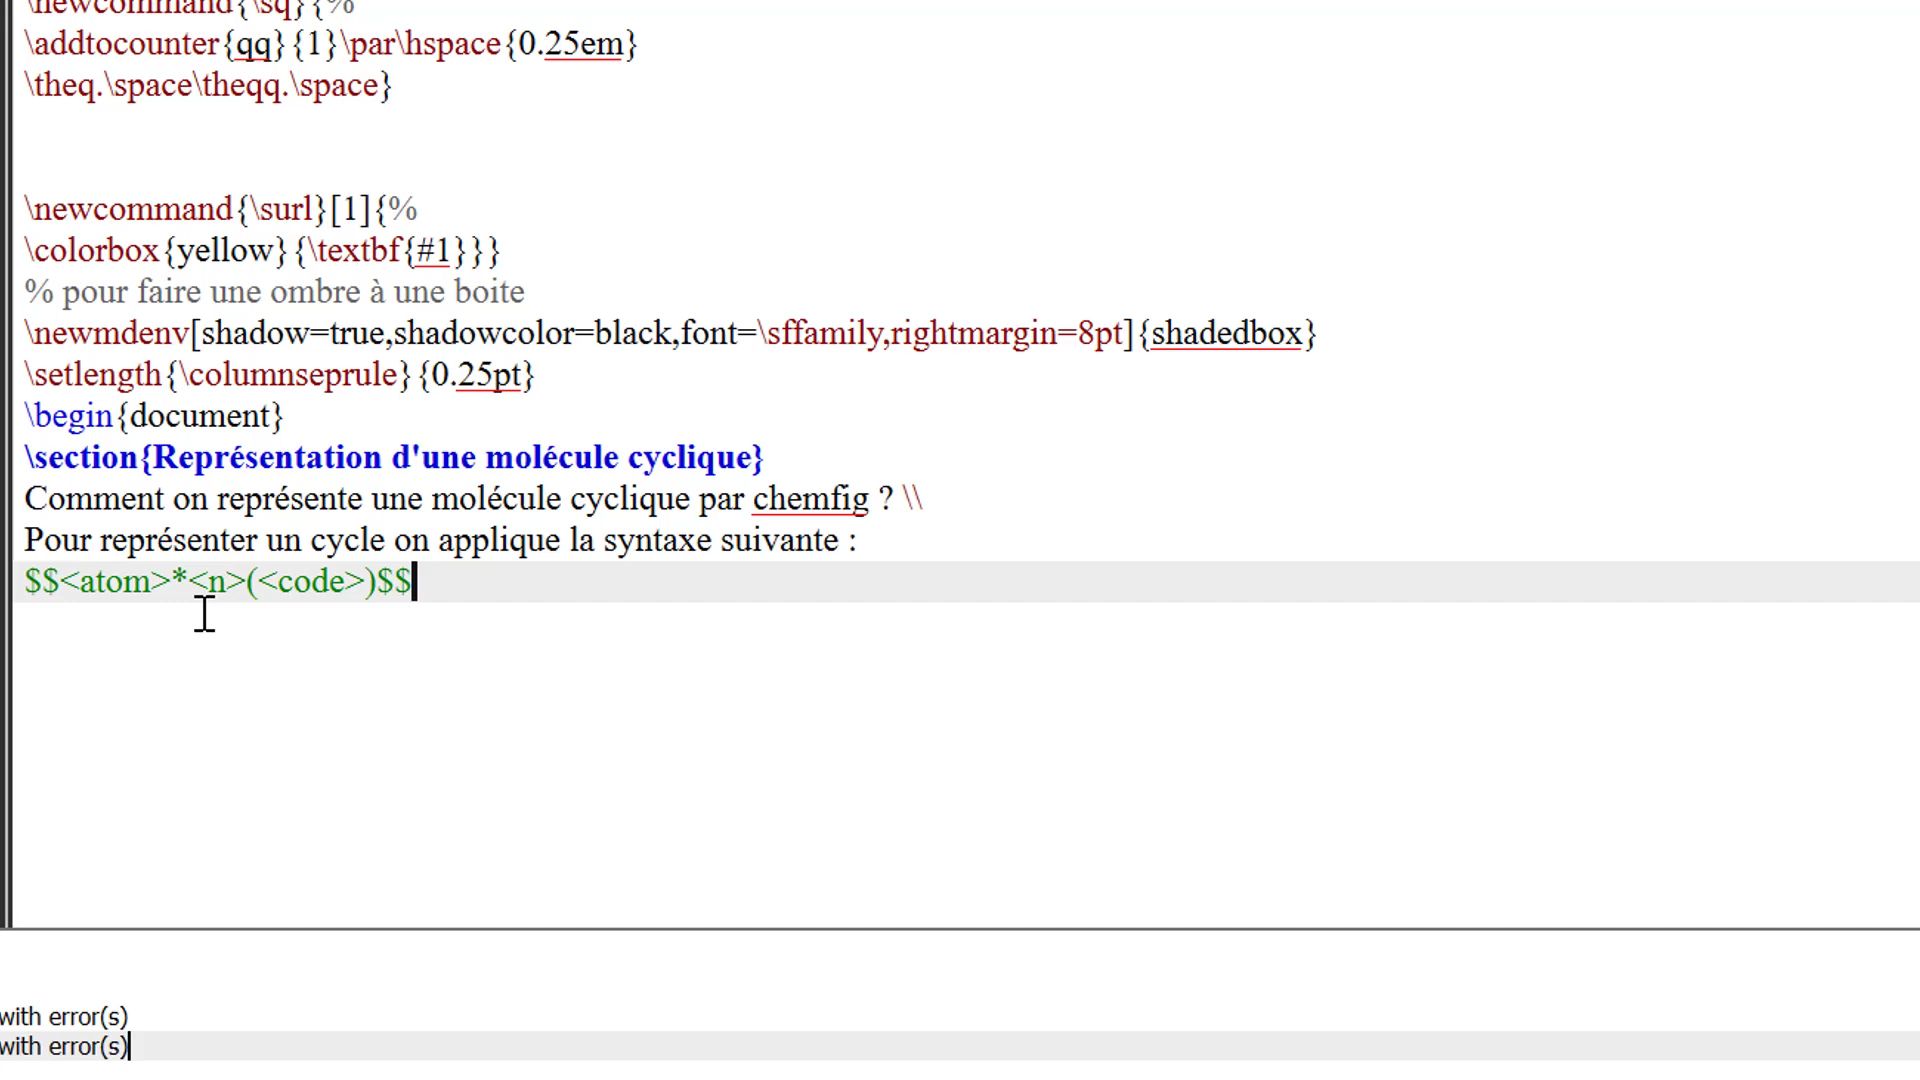 \newcommand{\sq}{%
\addtocounter{qq}{1}\par\hspace{0.25em}
\theq.\space\theqq.\space}
\newcommand{\surl}[1]{%
\colorbox{yellow}{\textbf{#1}}}
% pour faire une ombre à une boite
\newmdenv[shadow=true,shadowcolor=black,font=\sffamily,rightmargin=8pt]{shadedbox}
\setlength{\columnseprule}{0.25pt}
\begin{document}
\section{Représentation d'une molécule cyclique}
Comment on représente une molécule cyclique par chemfig ? \\
Pour représenter un cycle on applique la syntaxe suivante :
$$<atom>*<n>(<code>)$$
with error(s)
with error(s)